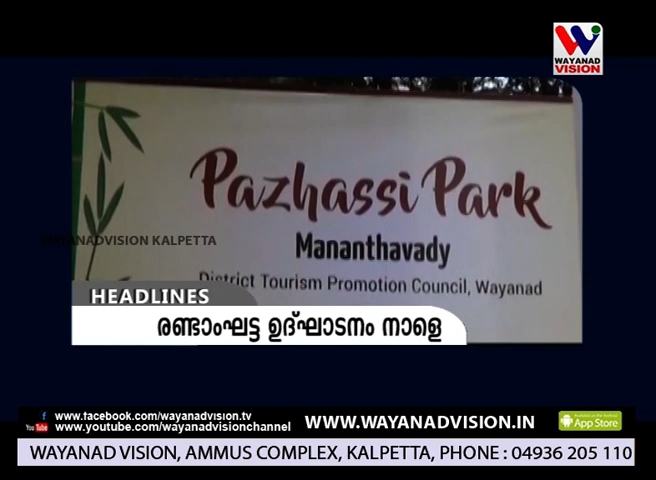 WAYANAD
VISION
Pazhassi Park
Mananthavady
WAYANADVISION KALPETTA
District Tourism Promotion Council, Wayanad
HEADLINES
രണ്ടാംഘട്ട ഉദ്ഘാടനം നാളെ
www.facebook.com/wayanadvision.tv
You Tube www.youtube.com/wayanadvisionchannel
WWW.WAYANADVISION.IN
App Store
WAYANAD VISION, AMMUS COMPLEX, KALPETTA, PHONE : 04936 205 110